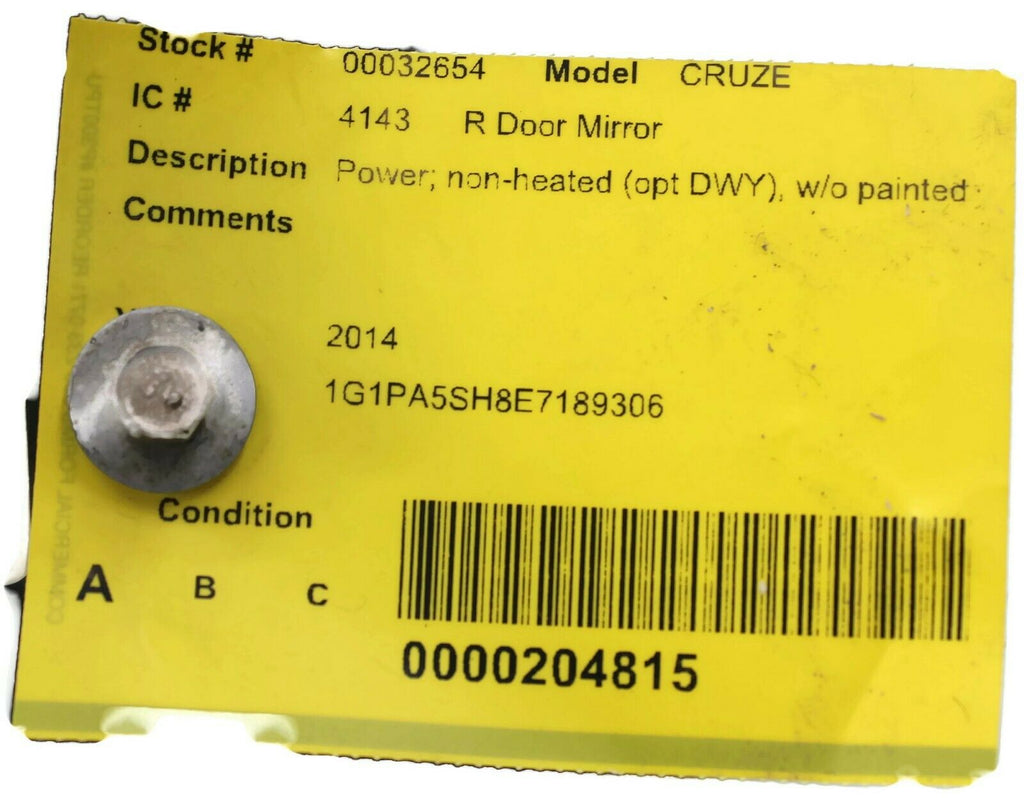 Stock # 00032654 Model CRUZE
IC # 4143 R Door Mirror
Description Power; non-heated (opt DWY), w/o painted
Comments
2014
1G1PA5SH8E7189306
Condition
A B C
0000204815